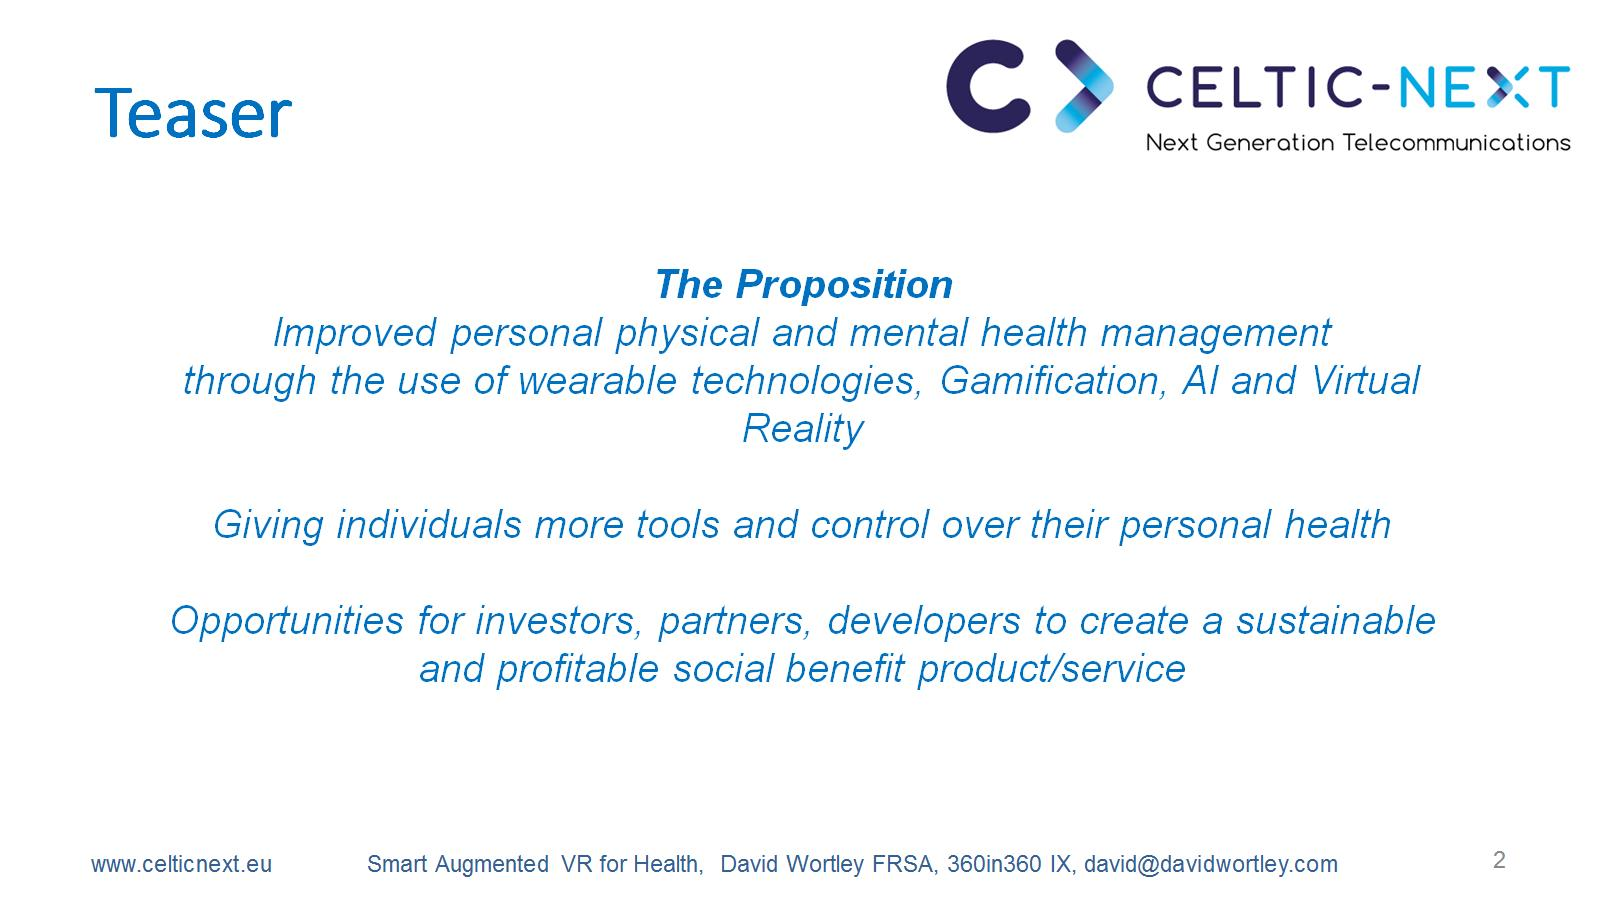 Teaser
CELTIC-NEXT
Next Generation Telecommunications
The Proposition
Improved personal physical and mental health management
through the use of wearable technologies, Gamification, AI and Virtual
Reality
Giving individuals more tools and control over their personal health
Opportunities for investors, partners, developers to create a sustainable
and profitable social benefit product/service
www.celticnext.eu Smart Augmented VR for Health, David Wortley FRSA, 360in360 IX, david@davidwortley.com 2